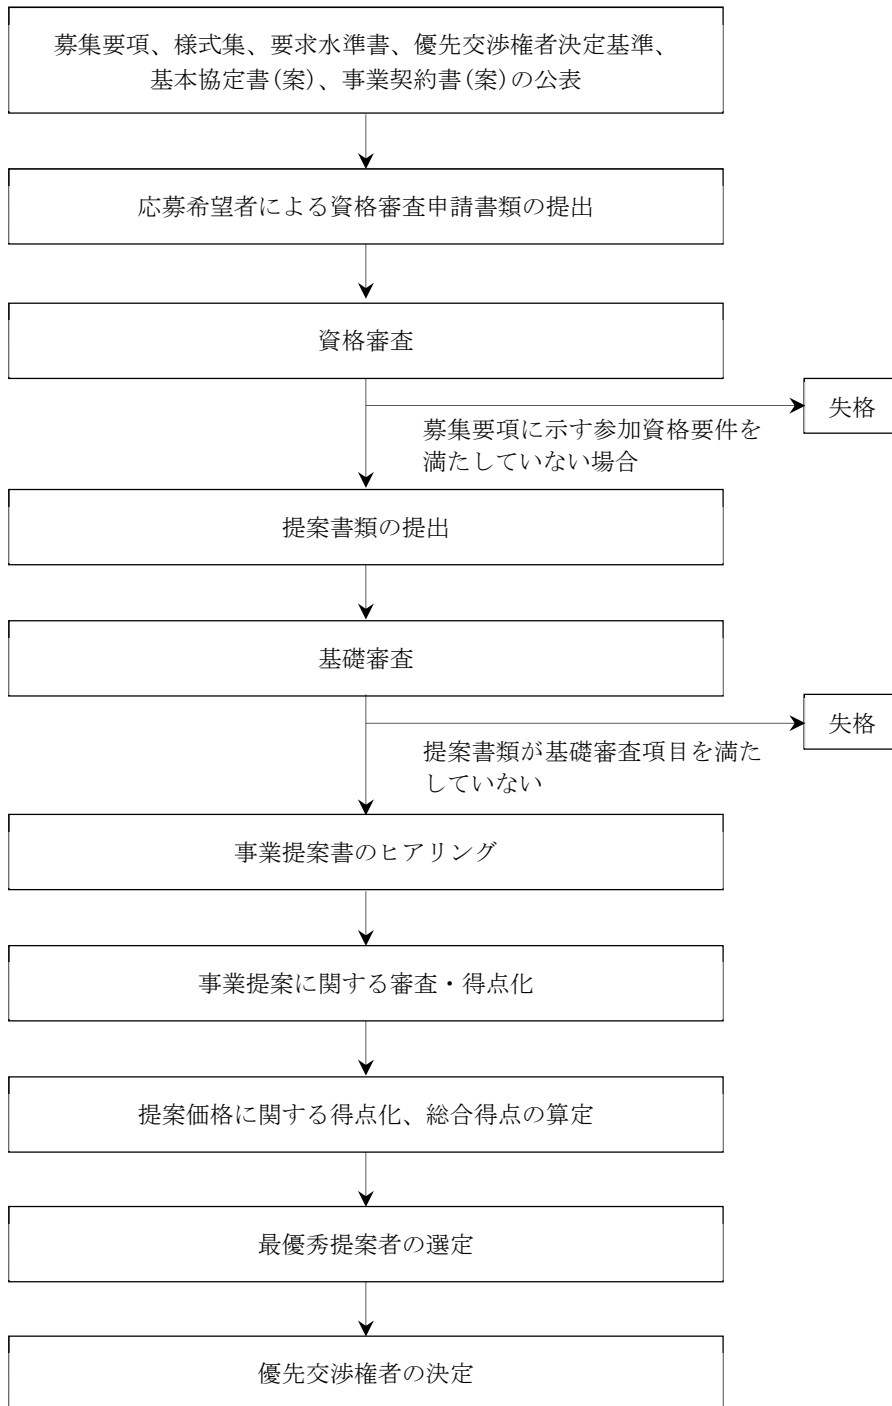 募集要項、様式集、要求水準書、優先交渉権者決定基準、
基本協定書(案)、事業契約書(案)の公表
応募希望者による資格審査申請書類の提出
資格審査
失格
募集要項に示す参加資格要件を
満たしていない場合
提案書類の提出
基礎審査
失格
提案書類が基礎審査項目を満た
していない
事業提案書のヒアリング
事業提案に関する審査・得点化
提案価格に関する得点化、総合得点の算定
最優秀提案者の選定
優先交渉権者の決定